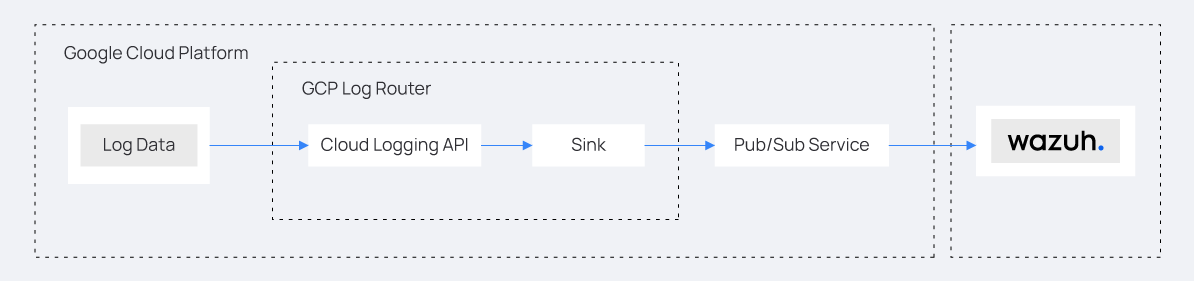 Google Cloud Platform
GCP Log Router
Log Data
Cloud Logging API
Sink
Pub/Sub Service
wazuh.